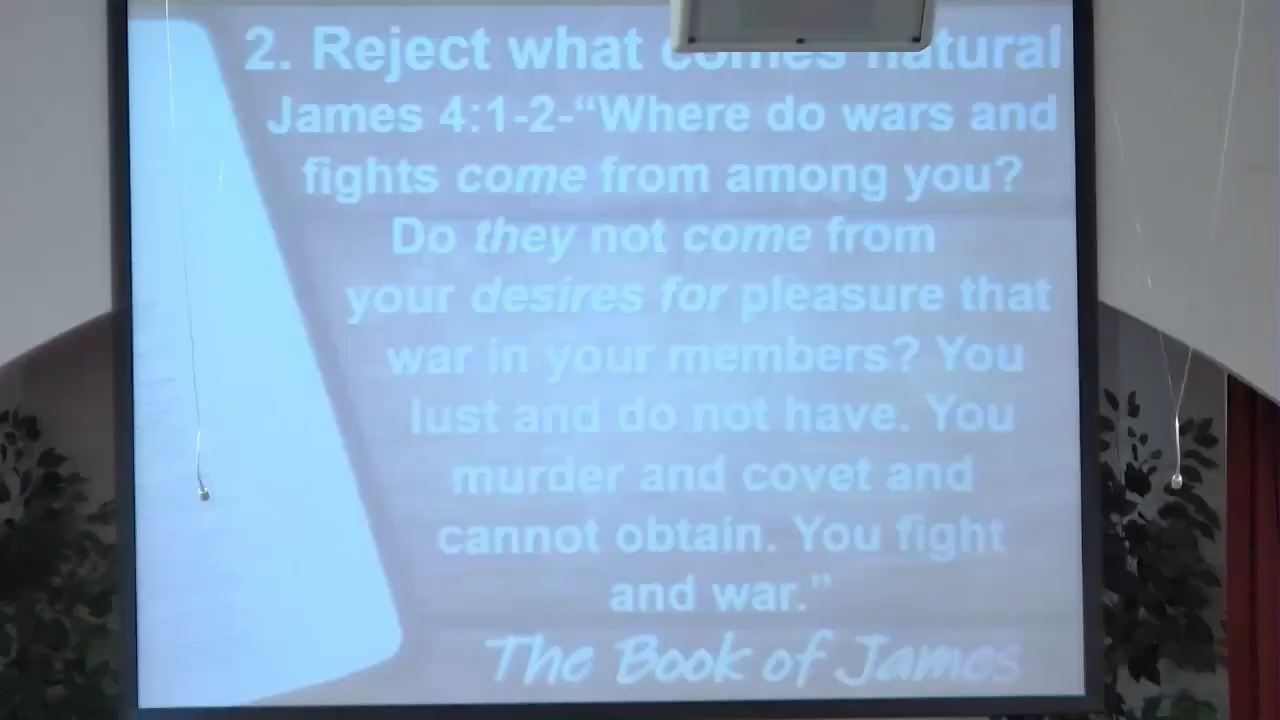 2. Reject what comes natural
James 4:1-2-“Where do wars and
fights come from among you?
Do they not come from
your desires for pleasure that
war in your members? You
lust and do not have. You
murder and covet and
cannot obtain. You fight
and war.”
The Book of James